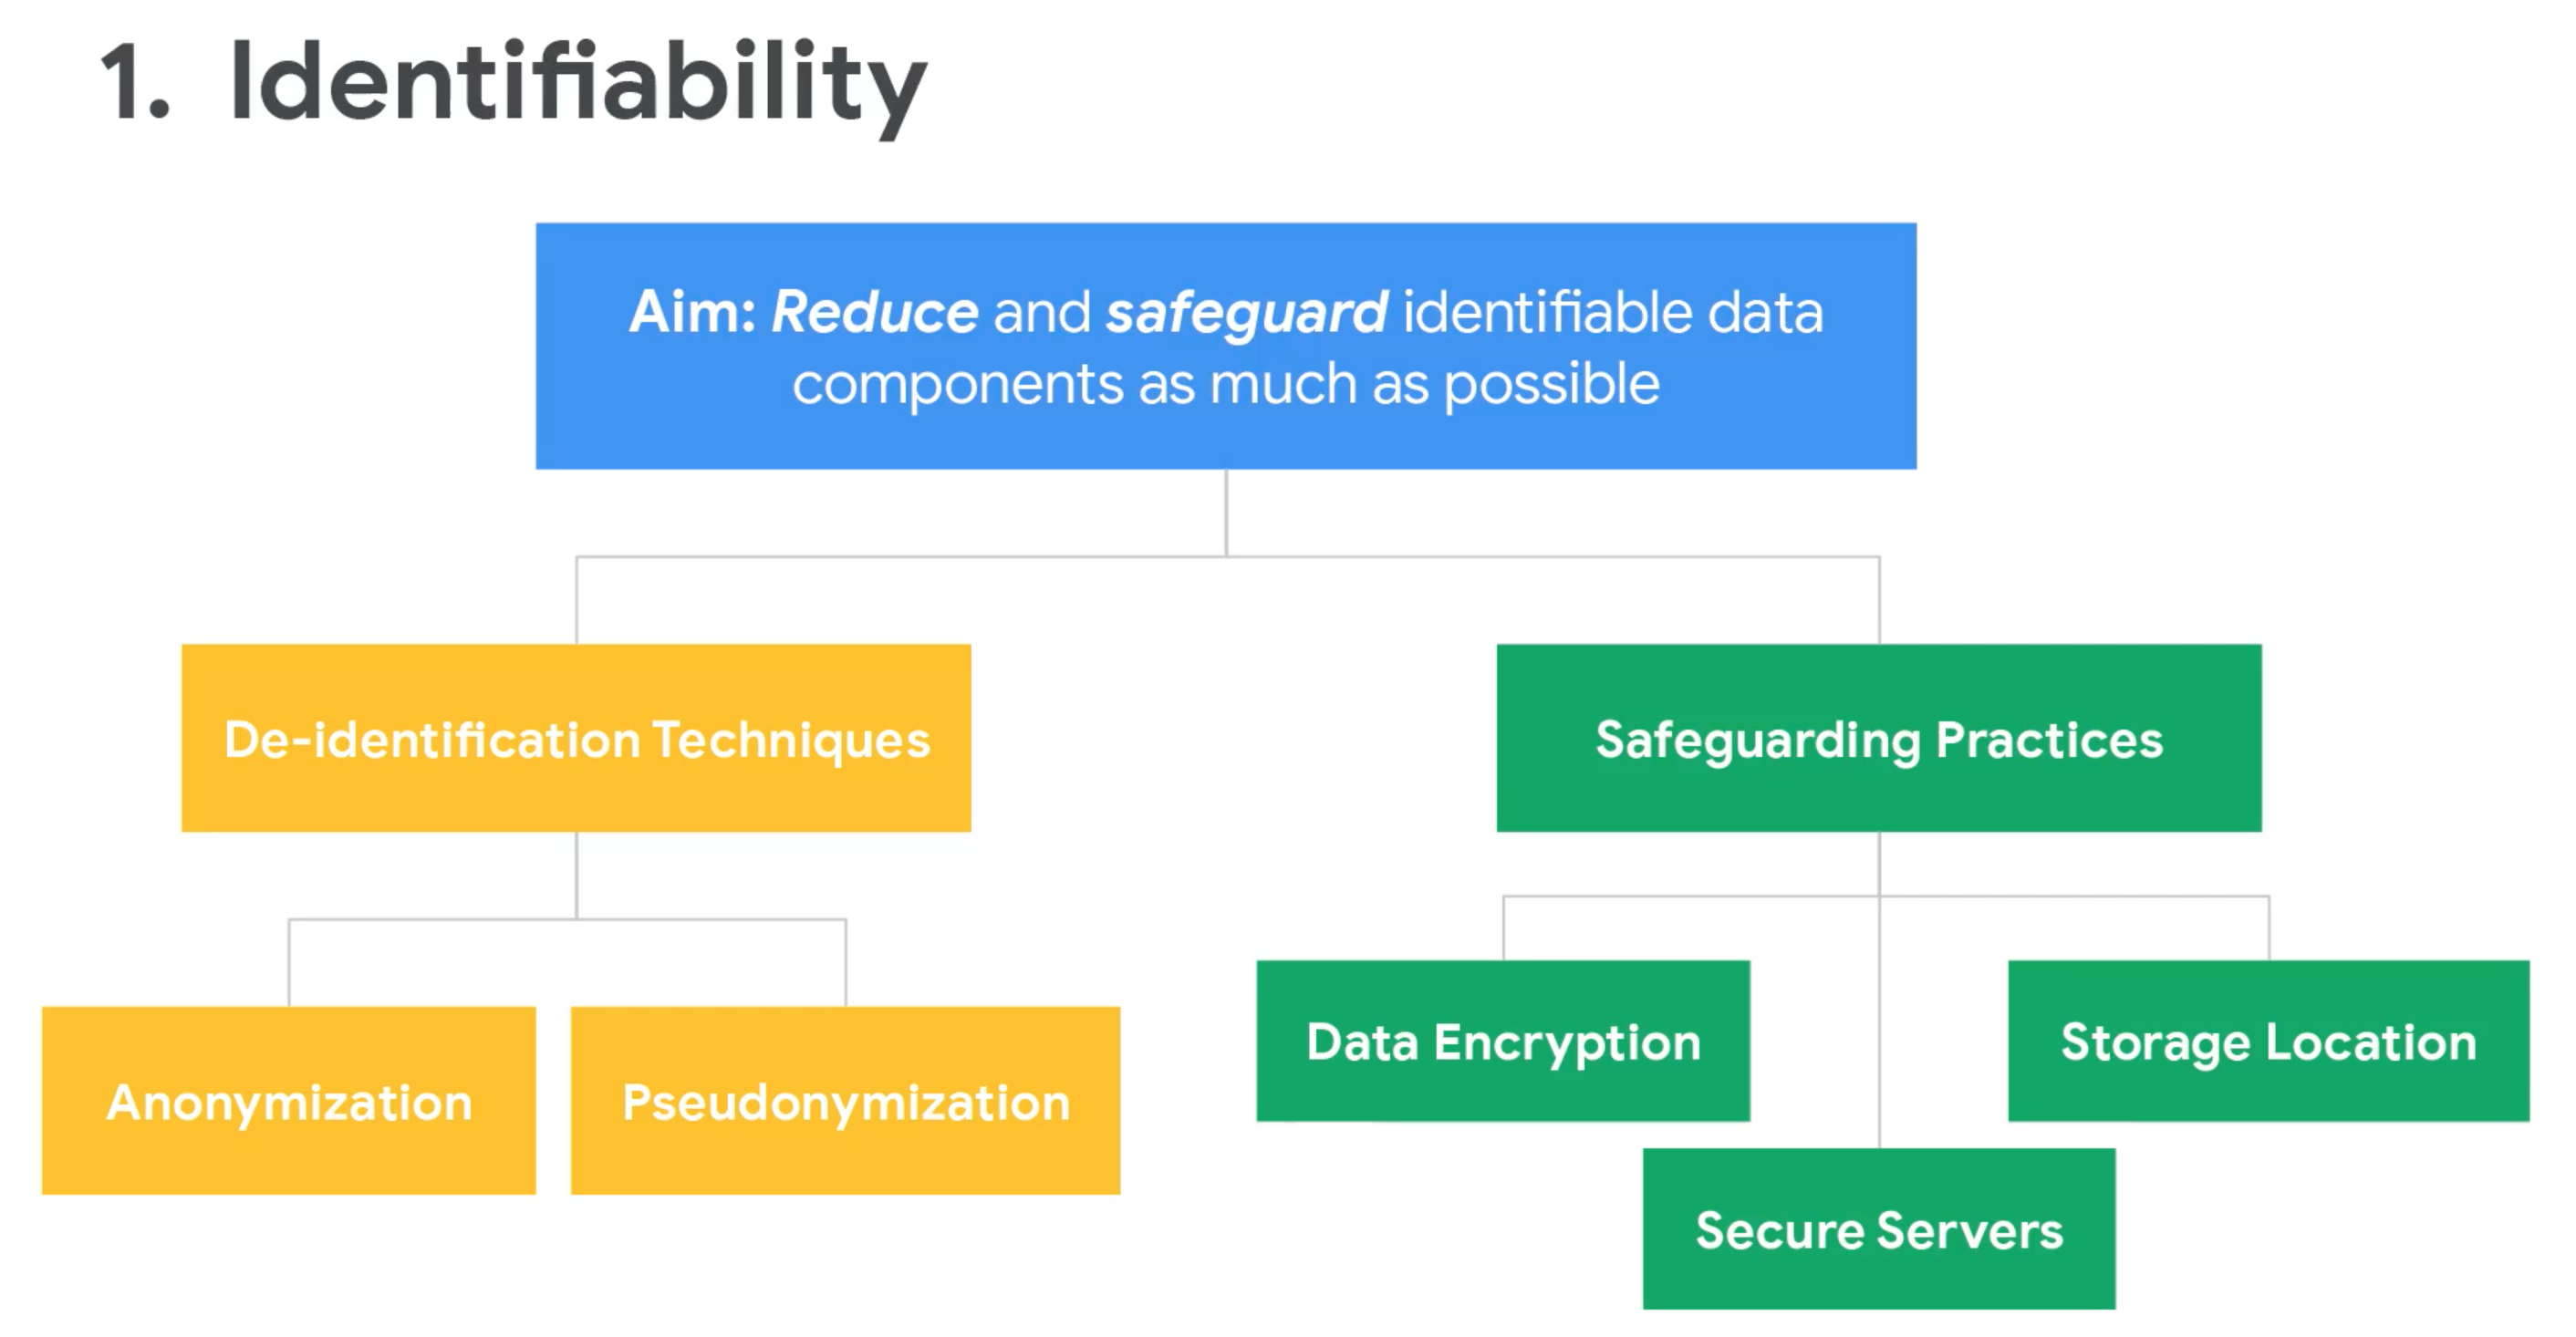 1. Identifiability
Aim: Reduce and safeguard identifiable data
components as much as possible
De-identification Techniques
Safeguarding Practices
Anonymization
Pseudonymization
Data Encryption
Storage Location
Secure Servers